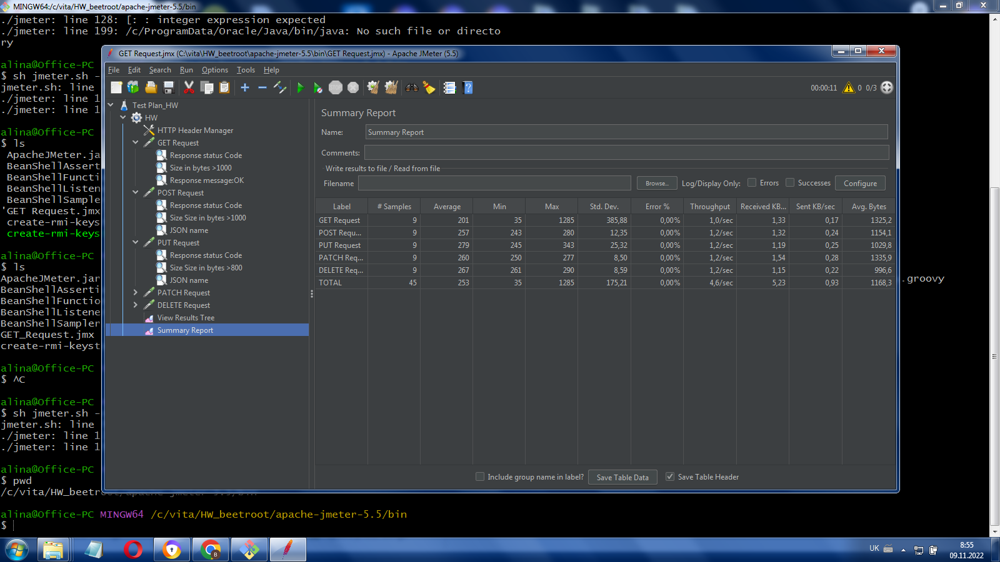 MINGW64:/c/vita/HW_beetroot/apache-jmeter-5.5/bin
./jmeter: line 128: [: : integer expression expected
./jmeter: line 199: /c/ProgramData/Oracle/Java/bin/java: No such file or directo
ry
alina@Office-PC
$ sh jmeter.sh -
jmeter.sh: line
./jmeter: line 1
./jmeter: line 1
alina@Office-PC
$ ls
ApacheJMeter.ja
BeanShellAssert
BeanShellFuncti
BeanShellListen
BeanShellSample
'GET Request.jmx
create-rmi-keys
create-rmi-keys
alina@Office-PC
$ ls
ApacheJMeter.jar
.groovy
BeanShellAsserti
BeanShellFunctio
BeanShellListene
BeanShellSampler
GET_Request.jmx
create-rmi-keyst
alina@Office-PC
$ ^C
alina@Office-PC
$ sh jmeter.sh -
jmeter.sh: line
./jmeter: line 1
./jmeter: line 1
alina@Office-PC
$ pwd
/c/vita/HW_beetroot/apache-jmeter-5.5/bin
alina@Office-PC MINGW64 /c/vita/HW_beetroot/apache-jmeter-5.5/bin
$
GET Request.jmx (C:\vita\HW_beetroot\apache-jmeter-5.5\bin\GET Request.jmx) - Apache JMeter (5.5)
File Edit Search Run Options Tools Help
STOP
00:00:11 0 0/3
Test Plan_HW
HW
HTTP Header Manager
GET Request
Response status Code
Size in bytes >1000
Response message:OK
POST Request
Response status Code
Size Size in bytes >1000
JSON name
PUT Request
Response status Code
Size Size in bytes >800
JSON name
PATCH Request
DELETE Request
View Results Tree
Summary Report
Summary Report
Name: Summary Report
Comments:
Write results to file / Read from file
Filename Browse... Log/Display Only: Errors Successes Configure
Label # Samples Average Min Max Std. Dev. Error % Throughput Received KB... Sent KB/sec Avg. Bytes
GET Request 9 201 35 1285 385,88 0,00% 1,0/sec 1,33 0,17 1325,2
POST Requ... 9 257 243 280 12,35 0,00% 1,2/sec 1,32 0,24 1154,1
PUT Request 9 279 245 343 25,32 0,00% 1,2/sec 1,19 0,25 1029,8
PATCH Req... 9 260 250 277 8,50 0,00% 1,2/sec 1,54 0,28 1335,9
DELETE Req... 9 267 261 290 8,59 0,00% 1,2/sec 1,15 0,22 996,6
TOTAL 45 253 35 1285 175,21 0,00% 4,6/sec 5,23 0,93 1168,3
Include group name in label? Save Table Data Save Table Header
B
UK
8:55
09.11.2022